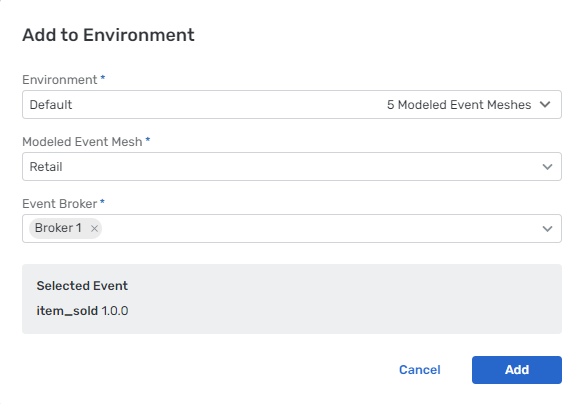 Add to Environment
Environment *
Default 5 Modeled Event Meshes
Modeled Event Mesh *
Retail
Event Broker *
Broker 1 ×
Selected Event
item_sold 1.0.0
Cancel Add